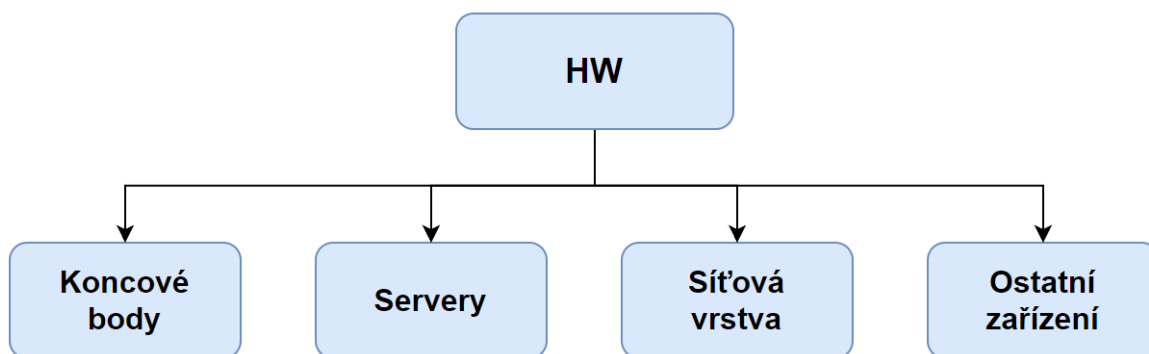 HW
Koncové
body
Servery
Síťová
vrstva
Ostatní
zařízení